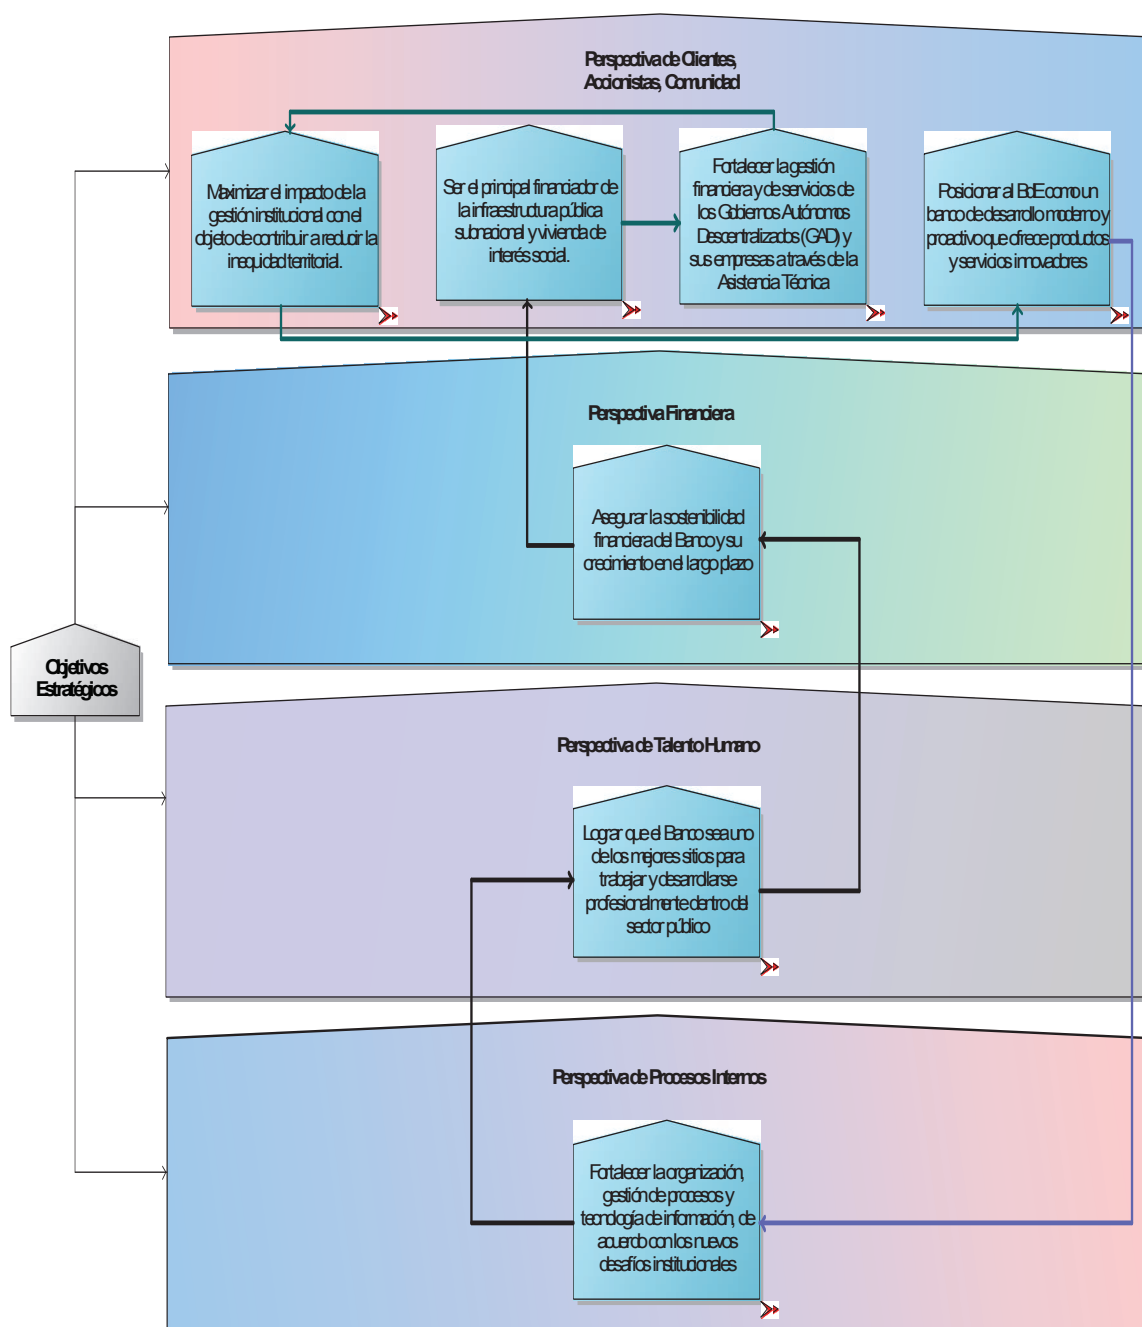 Perspectiva de Clientes,
Accionistas, Comunidad
Maximizar el impacto de la
gestión institucional con el
objeto de contribuir a reducir la
inequidad territorial.
Ser el principal financiador de
la infraestructura pública
subnacional y vivienda de
interés social.
Fortalecer la gestión
financiera y de servicios de
los Gobiernos Autónomos
Descentralizados (GAD) y
sus empresas a través de la
Asistencia Técnica
Posicionar al BdE como un
banco de desarrollo moderno y
proactivo que ofrece productos
y servicios innovadores
Perspectiva Financiera
Asegurar la sostenibilidad
financiera del Banco y su
crecimiento en el largo plazo
Objetivos
Estratégicos
Perspectiva de Talento Humano
Lograr que el Banco sea uno
de los mejores sitios para
trabajar y desarrollarse
profesionalmente dentro del
sector público
Perspectiva de Procesos Internos
Fortalecer la organización,
gestión de procesos y
tecnología de información, de
acuerdo con los nuevos
desafíos institucionales